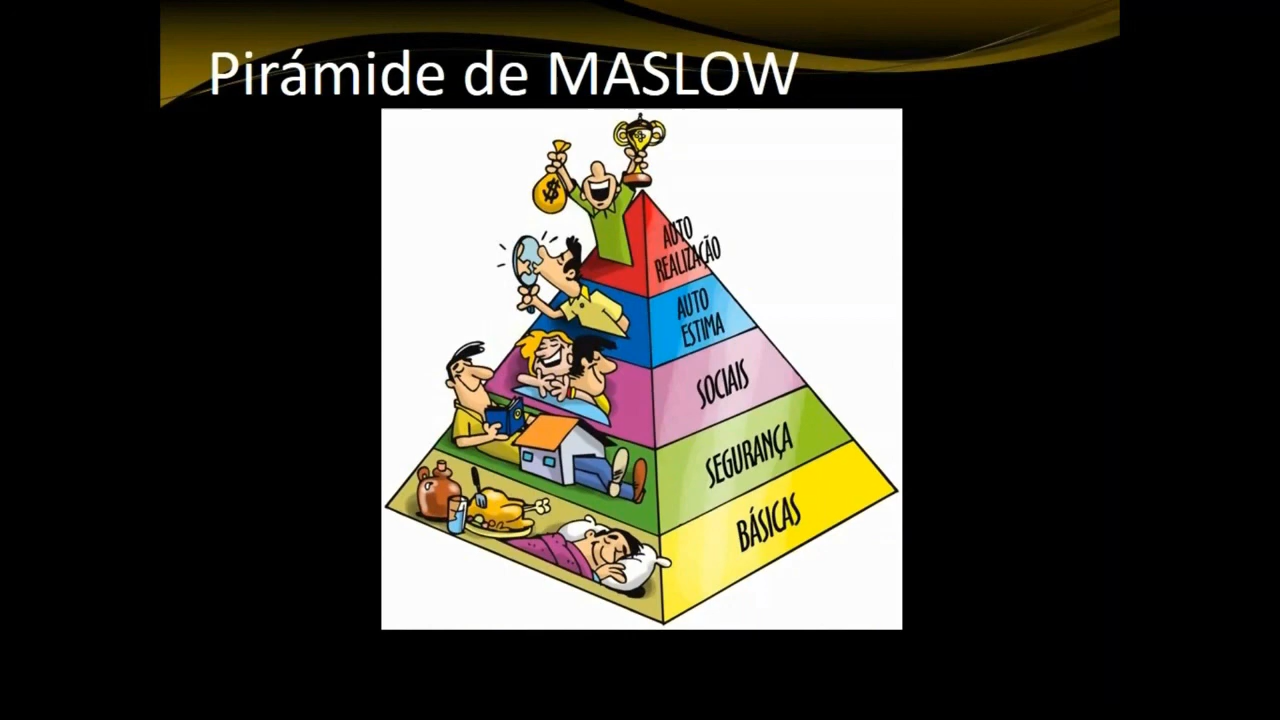 Pirámide de MASLOW
AUTO
REALIZAÇÃO
AUTO
ESTIMA
SOCIAIS
SEGURANÇA
BÁSICAS
$